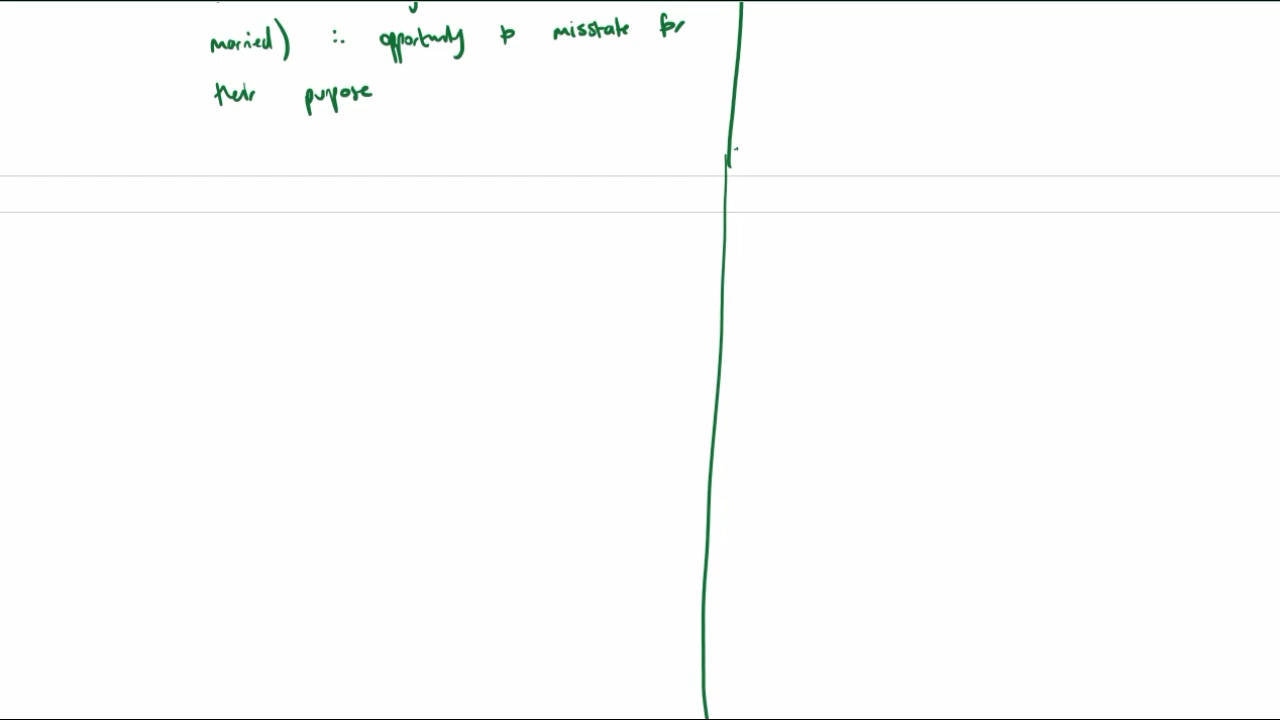 married) ∴ opportunity to misstate for
their purpose